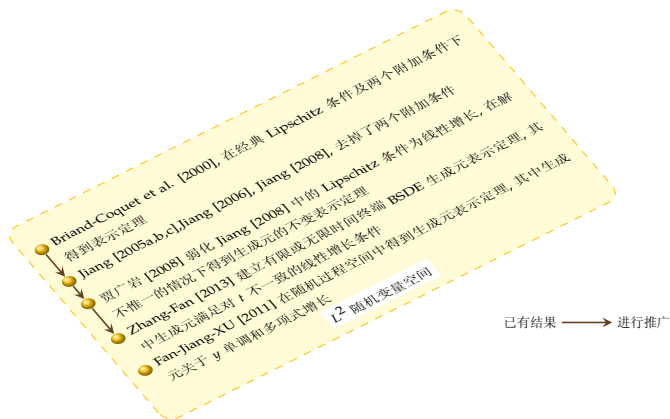 Briand-Coquet et al. [2000], 在经典 Lipschitz 条件及两个附加条件下
得到表示定理
Jiang [2005a,b,c],Jiang [2006], Jiang [2008], 去掉了两个附加条件
贾广岩 [2008] 弱化 Jiang [2008] 中的 Lipschitz 条件为线性增长, 在解
不惟一的情况下得到生成元的不变表示定理
Zhang-Fan [2013] 建立有限或无限时间终端 BSDE 生成元表示定理, 其
中生成元满足对 t 不一致的线性增长条件
Fan-Jiang-XU [2011] 在随机过程空间中得到生成元表示定理, 其中生成
元关于 y 单调和多项式增长
L² 随机变量空间
已有结果 进行推广